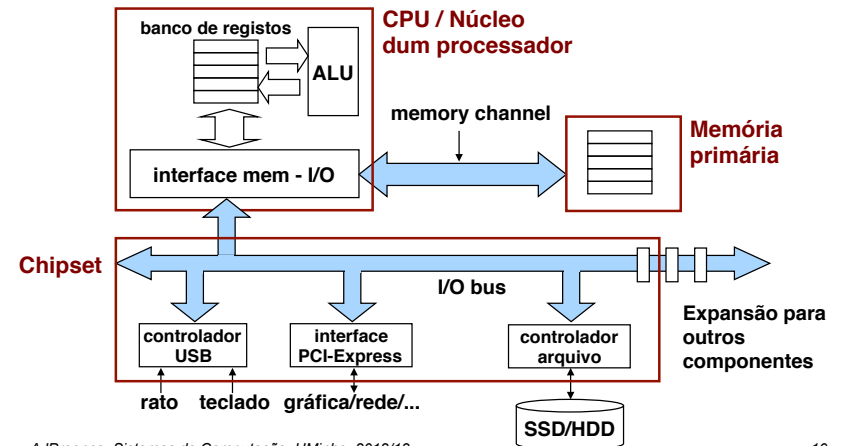 CPU / Núcleo
dum processador
banco de registos
ALU
memory channel
Memória
primária
interface mem - I/O
Chipset
I/O bus
Expansão para
outros
componentes
controlador
USB
interface
PCI-Express
controlador
arquivo
rato
teclado
gráfica/rede/...
SSD/HDD